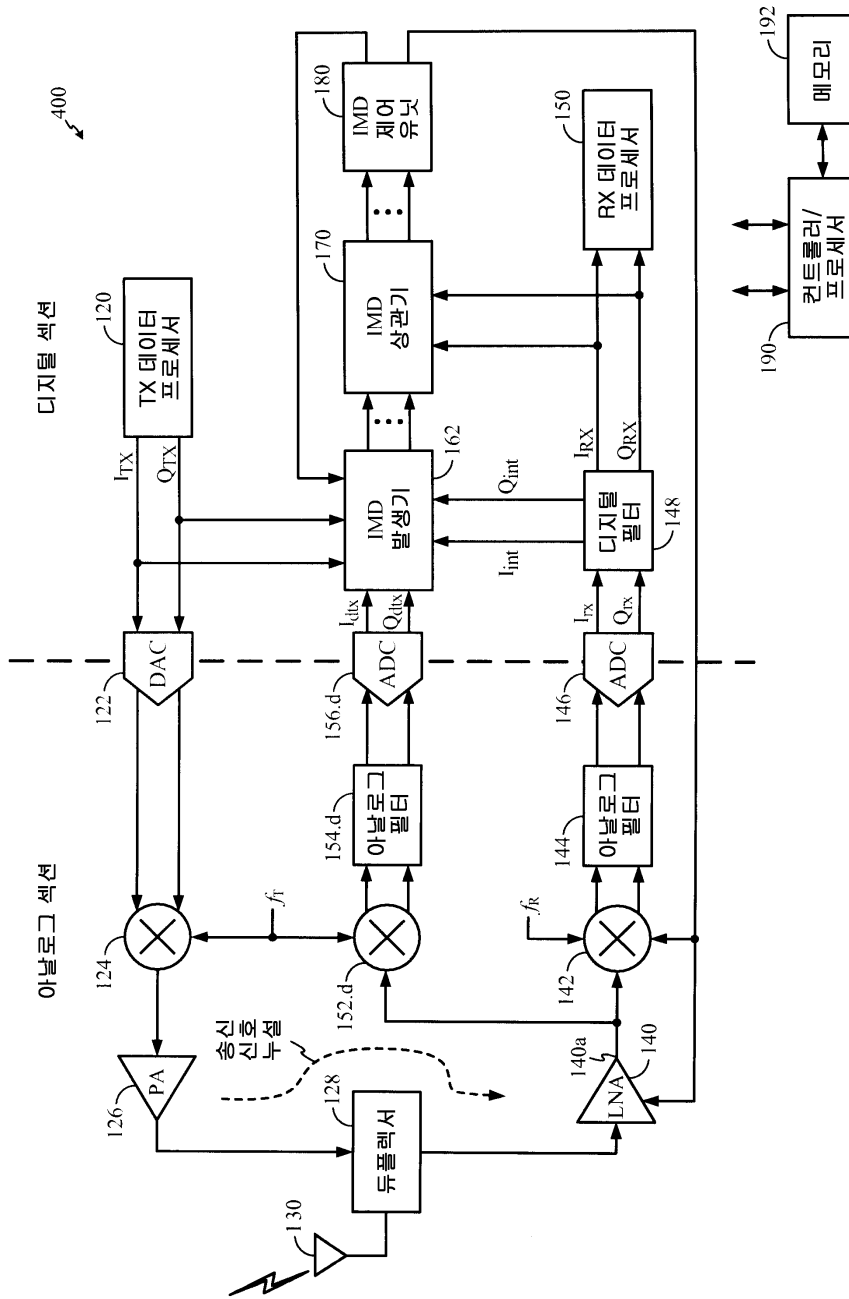 400
아날로그 섹션
디지털 섹션
TX 데이터
프로세서
120
I_TX
Q_TX
DAC
122
124
PA
126
f_T
송신
신호
누설
듀플렉서
128
130
152.d
아날로그
필터
154.d
ADC
156.d
I_dtx
Q_dtx
IMD
발생기
162
IMD
상관기
170
IMD
제어
유닛
180
LNA
140
140a
f_R
142
아날로그
필터
144
ADC
146
I_rx
Q_rx
디지털
필터
148
I_int
Q_int
I_RX
Q_RX
RX 데이터
프로세서
150
컨트롤러/
프로세서
190
메모리
192